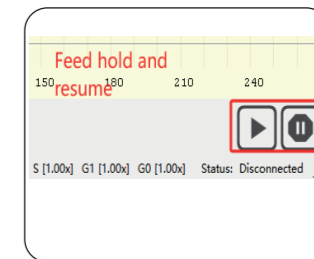 Feed hold and
resume
150 180 210 240
S [1.00x] G1 [1.00x] G0 [1.00x] Status: Disconnected